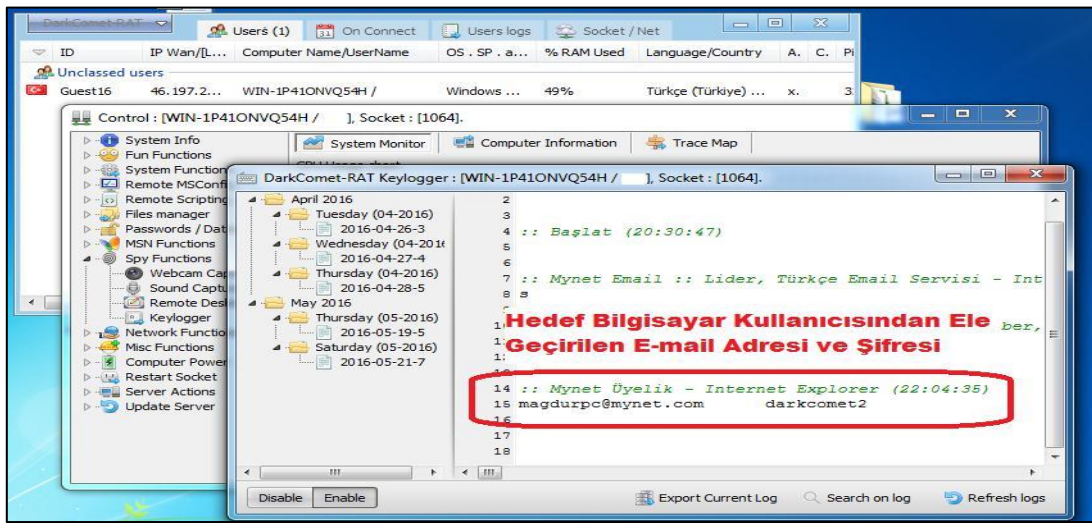 DarkComet-RAT
Users (1)
On Connect
Users logs
Socket / Net
ID IP Wan/[L... Computer Name/UserName OS . SP . a... % RAM Used Language/Country A. C. Pi
Unclassed users
Guest16 46.197.2... WIN-1P41ONVQ54H / Windows ... 49% Türkçe (Türkiye) ... x. 3
Control : [WIN-1P41ONVQ54H / ], Socket : [1064].
System Info
Fun Functions
System Function
Remote MSConfi
Remote Scripting
Files manager
Passwords / Dat
MSN Functions
Spy Functions
Webcam Cap
Sound Captu
Remote Desk
Keylogger
Network Functio
Misc Functions
Computer Power
Restart Socket
Server Actions
Update Server
System Monitor
Computer Information
Trace Map
DarkComet-RAT Keylogger : [WIN-1P41ONVQ54H / ], Socket : [1064].
April 2016
Tuesday (04-2016)
2016-04-26-3
Wednesday (04-2016
2016-04-27-4
Thursday (04-2016)
2016-04-28-5
May 2016
Thursday (05-2016)
2016-05-19-5
Saturday (05-2016)
2016-05-21-7
2
3
4 :: Başlat (20:30:47)
5
6
7 :: Mynet Email :: Lider, Türkçe Email Servisi - Int
8 s
ber,
Hedef Bilgisayar Kullanıcısından Ele
Geçirilen E-mail Adresi ve Şifresi
14 :: Mynet Üyelik - Internet Explorer (22:04:35)
15 magdurpc@mynet.com darkcomet2
16
17
18
Disable
Enable
Export Current Log
Search on log
Refresh logs